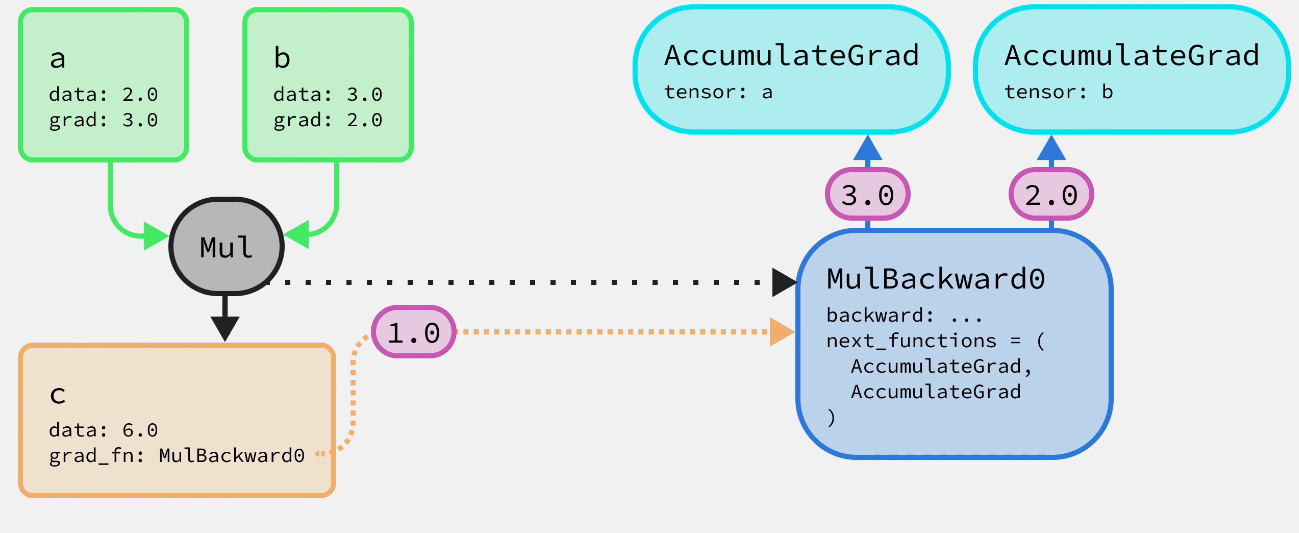 a
data: 2.0
grad: 3.0
b
data: 3.0
grad: 2.0
AccumulateGrad
tensor: a
AccumulateGrad
tensor: b
3.0
2.0
Mul
1.0
MulBackward0
backward: ...
next_functions = (
AccumulateGrad,
AccumulateGrad
)
c
data: 6.0
grad_fn: MulBackward0